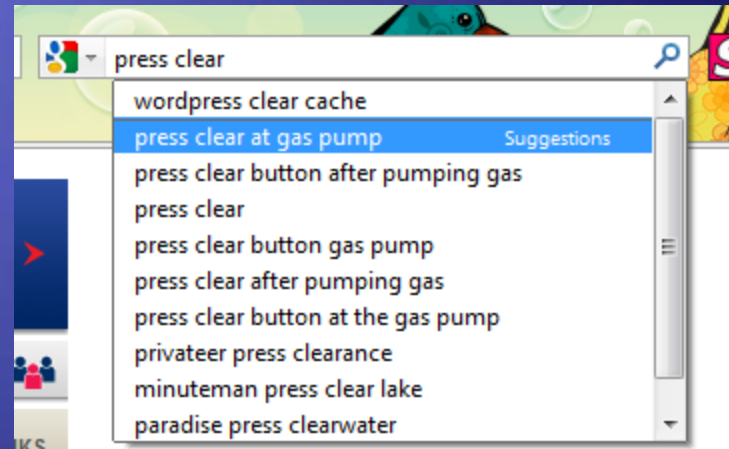 press clear
wordpress clear cache
press clear at gas pump Suggestions
press clear button after pumping gas
press clear
press clear button gas pump
press clear after pumping gas
press clear button at the gas pump
privateer press clearance
minuteman press clear lake
paradise press clearwater